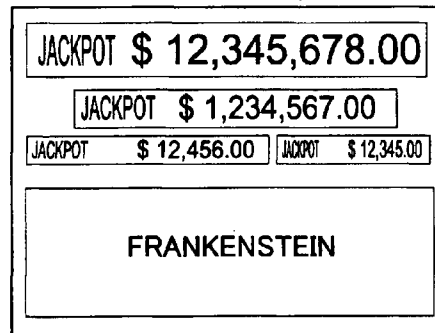 JACKPOT $ 12,345,678.00
JACKPOT $ 1,234,567.00
JACKPOT $ 12,456.00 JACKPOT $ 12,345.00
FRANKENSTEIN